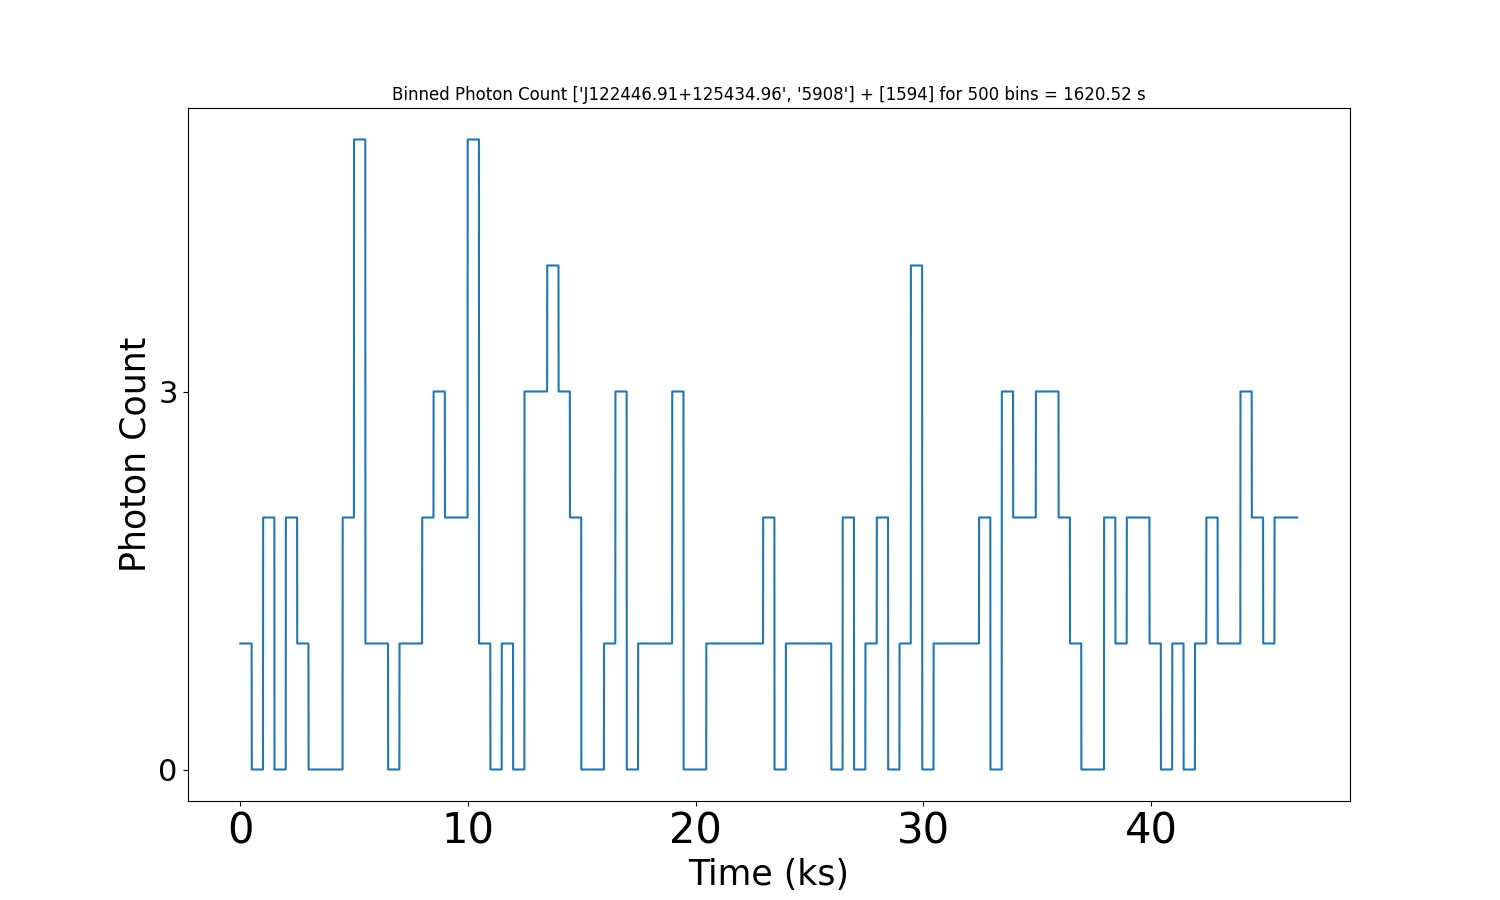 Binned Photon Count ['J122446.91+125434.96', '5908'] + [1594] for 500 bins = 1620.52 s
Photon Count
3
0
0 10 20 30 40
Time (ks)